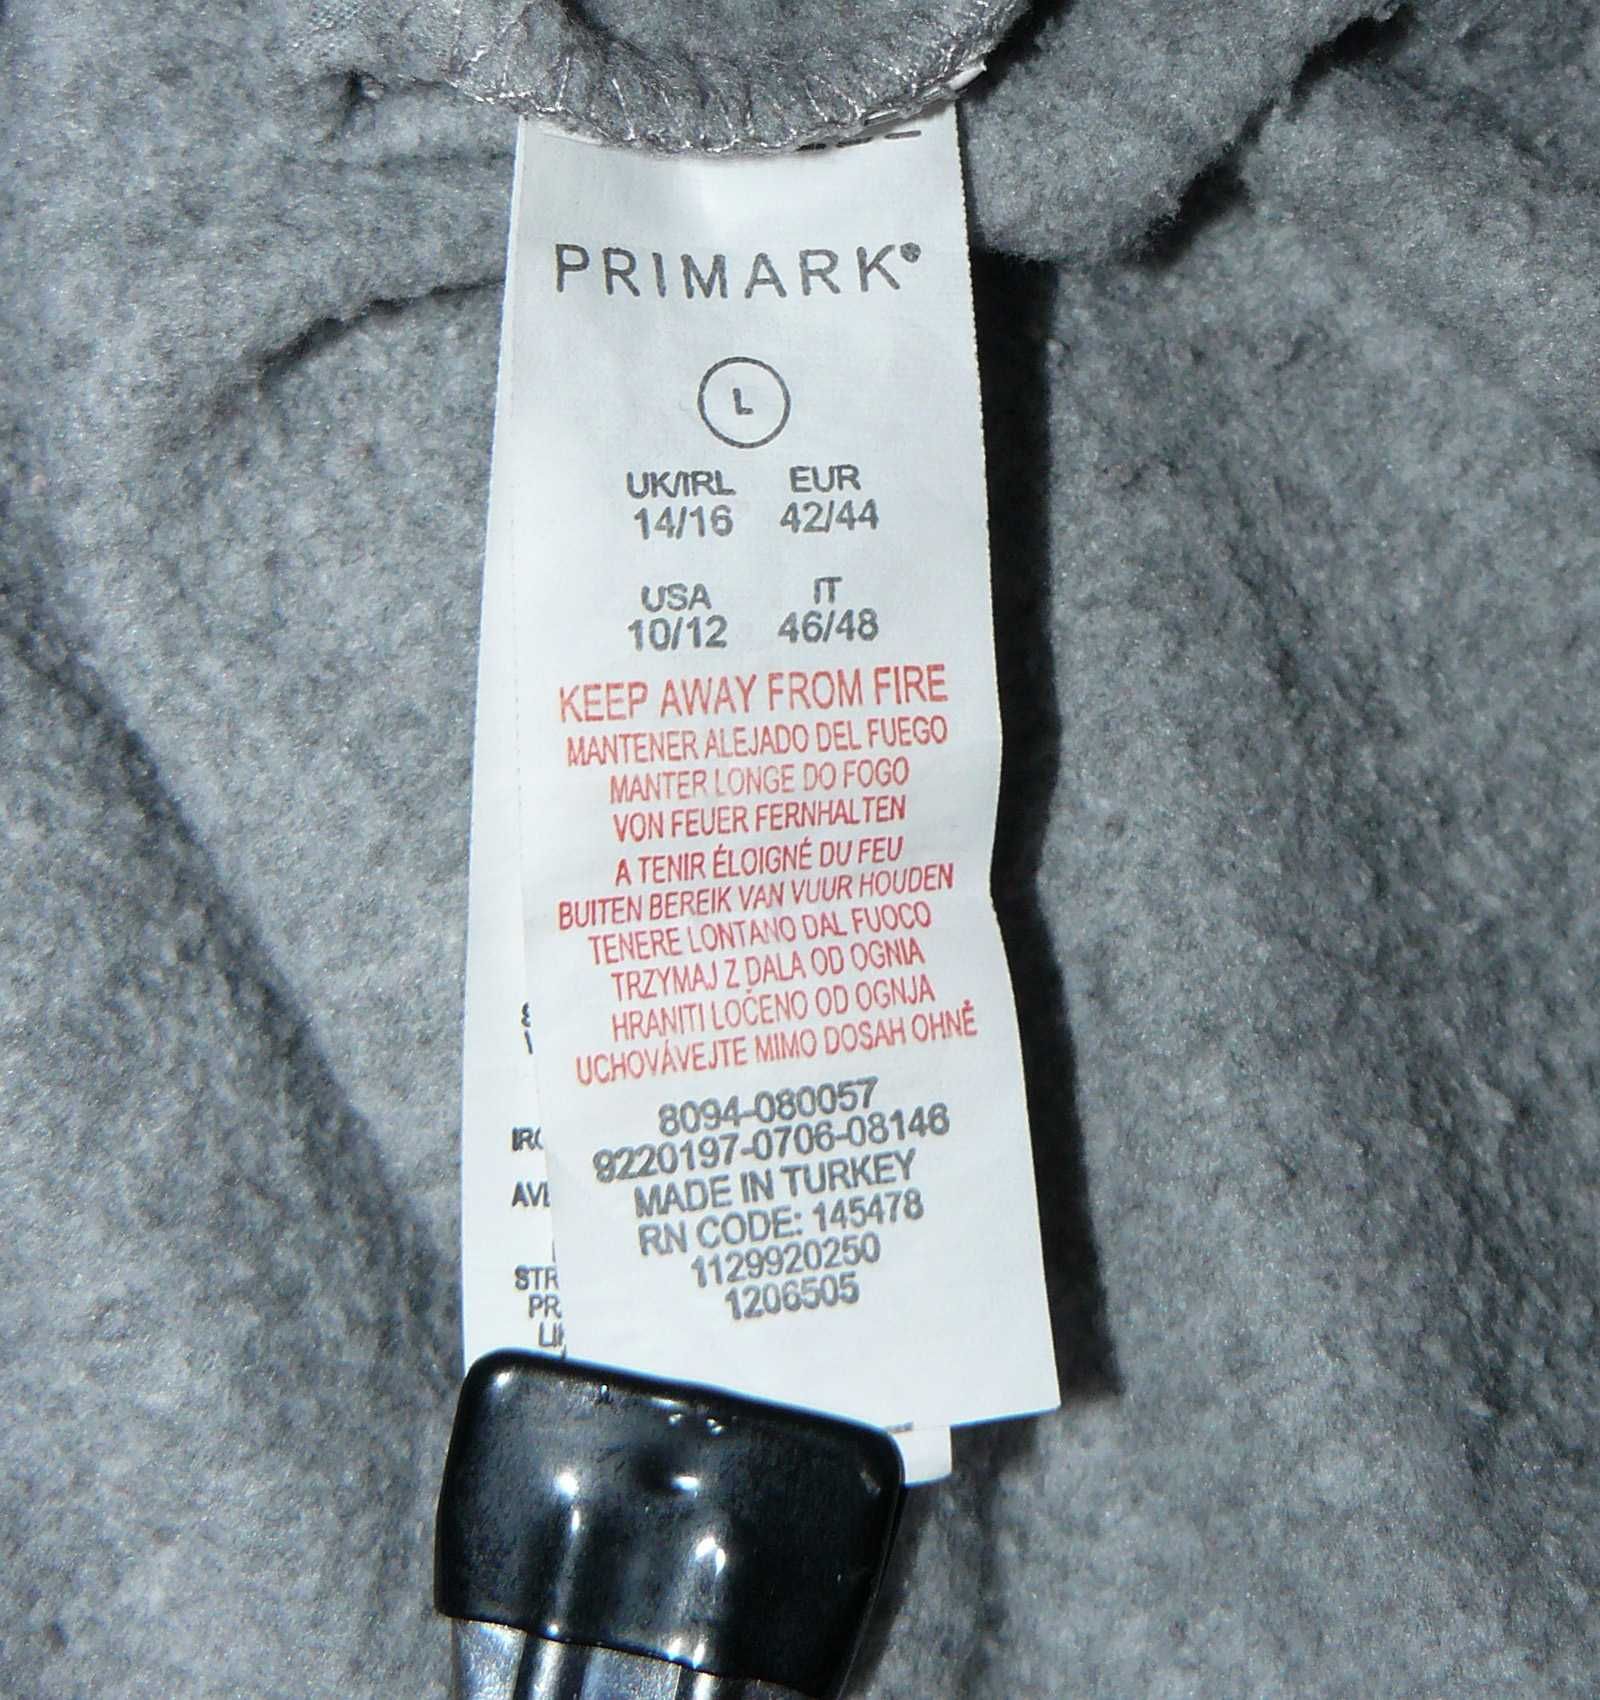 PRIMARK®
L
UK/IRL EUR
14/16 42/44
USA IT
10/12 46/48
KEEP AWAY FROM FIRE
MANTENER ALEJADO DEL FUEGO
MANTER LONGE DO FOGO
VON FEUER FERNHALTEN
A TENIR ÉLOIGNÉ DU FEU
BUITEN BEREIK VAN VUUR HOUDEN
TENERE LONTANO DAL FUOCO
TRZYMAJ Z DALA OD OGNIA
HRANITI LOČENO OD OGNJA
UCHOVÁVEJTE MIMO DOSAH OHNĚ
8094-080057
9220197-0706-08146
MADE IN TURKEY
RN CODE: 145478
1129920250
1206505